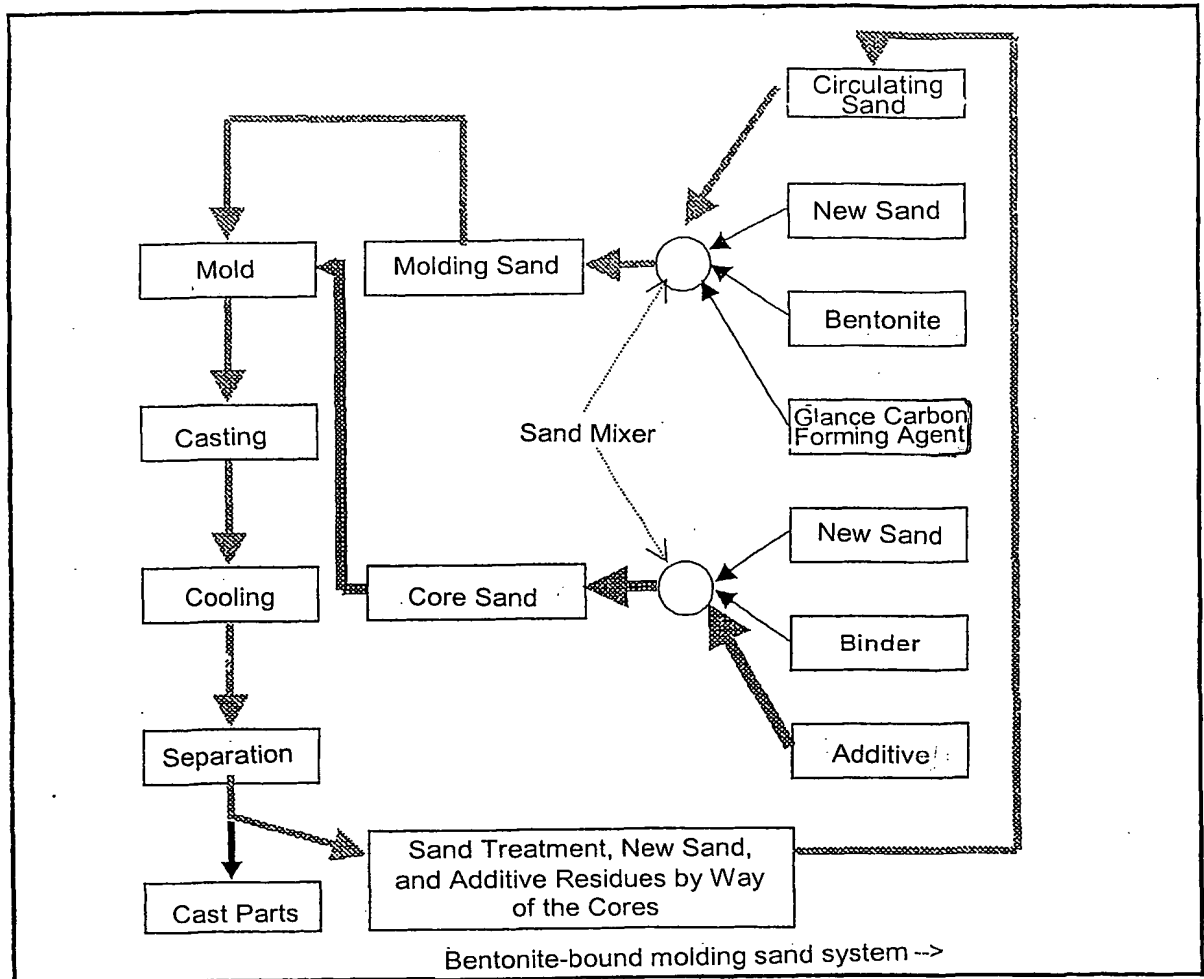 Circulating
Sand
New Sand
Mold
Molding Sand
Bentonite
Glance Carbon
Forming Agent
Casting
Sand Mixer
New Sand
Cooling
Core Sand
Binder
Separation
Additive
Sand Treatment, New Sand,
and Additive Residues by Way
of the Cores
Cast Parts
Bentonite-bound molding sand system -->